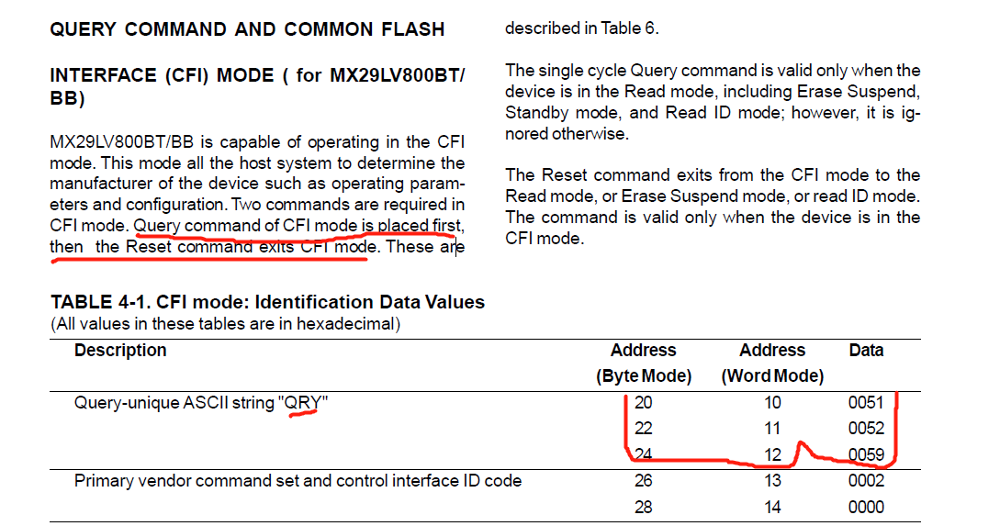 QUERY COMMAND AND COMMON FLASH
INTERFACE (CFI) MODE ( for MX29LV800BT/
BB)
MX29LV800BT/BB is capable of operating in the CFI
mode. This mode all the host system to determine the
manufacturer of the device such as operating param-
eters and configuration. Two commands are required in
CFI mode. Query command of CFI mode is placed first,
then the Reset command exits CFI mode. These are
described in Table 6.
The single cycle Query command is valid only when the
device is in the Read mode, including Erase Suspend,
Standby mode, and Read ID mode; however, it is ig-
nored otherwise.
The Reset command exits from the CFI mode to the
Read mode, or Erase Suspend mode, or read ID mode.
The command is valid only when the device is in the
CFI mode.
TABLE 4-1. CFI mode: Identification Data Values
(All values in these tables are in hexadecimal)
Description Address Address Data
(Byte Mode) (Word Mode)
Query-unique ASCII string "QRY" 20 10 0051
22 11 0052
24 12 0059
Primary vendor command set and control interface ID code 26 13 0002
28 14 0000